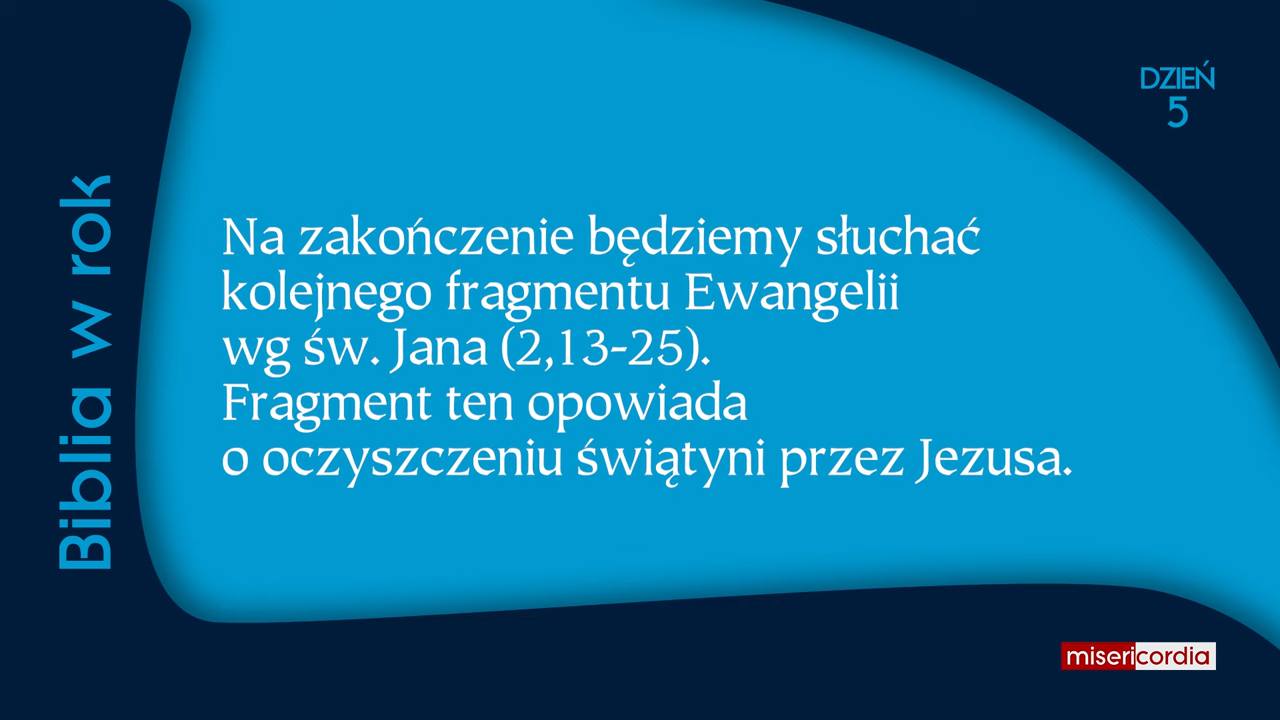 Biblia w rok
DZIEŃ
5
Na zakończenie będziemy słuchać
kolejnego fragmentu Ewangelii
wg św. Jana (2,13-25).
Fragment ten opowiada
o oczyszczeniu świątyni przez Jezusa.
misericordia